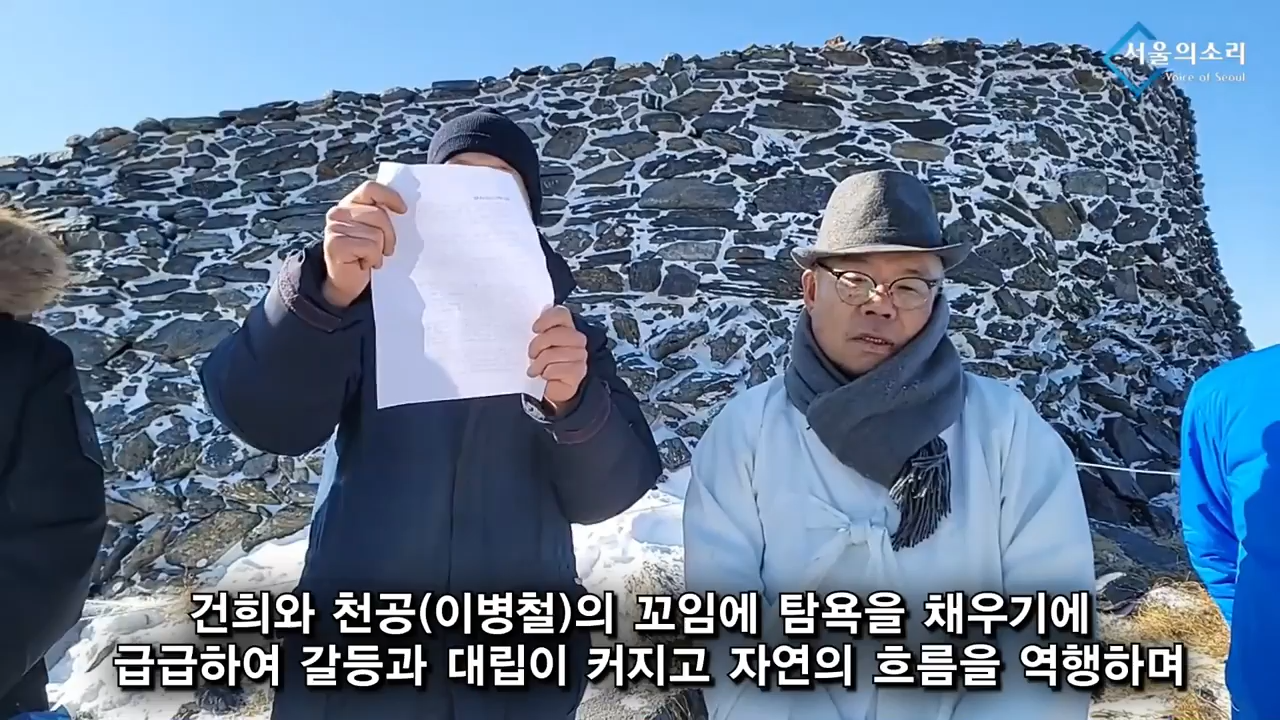 서울의소리
Voice of Seoul
건희와 천공(이병철)의 꼬임에 탐욕을 채우기에
급급하여 갈등과 대립이 커지고 자연의 흐름을 역행하며